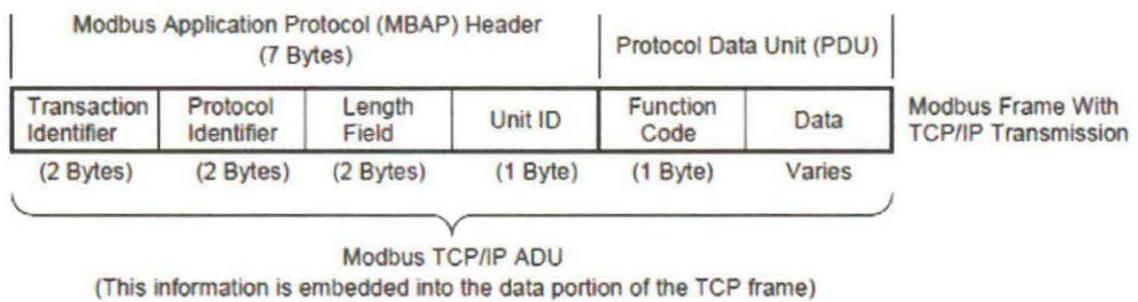 Modbus Application Protocol (MBAP) Header
(7 Bytes)
Protocol Data Unit (PDU)
Transaction Identifier
Protocol Identifier
Length Field
Unit ID
Function Code
Data
Modbus Frame With
TCP/IP Transmission
(2 Bytes)
(2 Bytes)
(2 Bytes)
(1 Byte)
(1 Byte)
Varies
Modbus TCP/IP ADU
(This information is embedded into the data portion of the TCP frame)